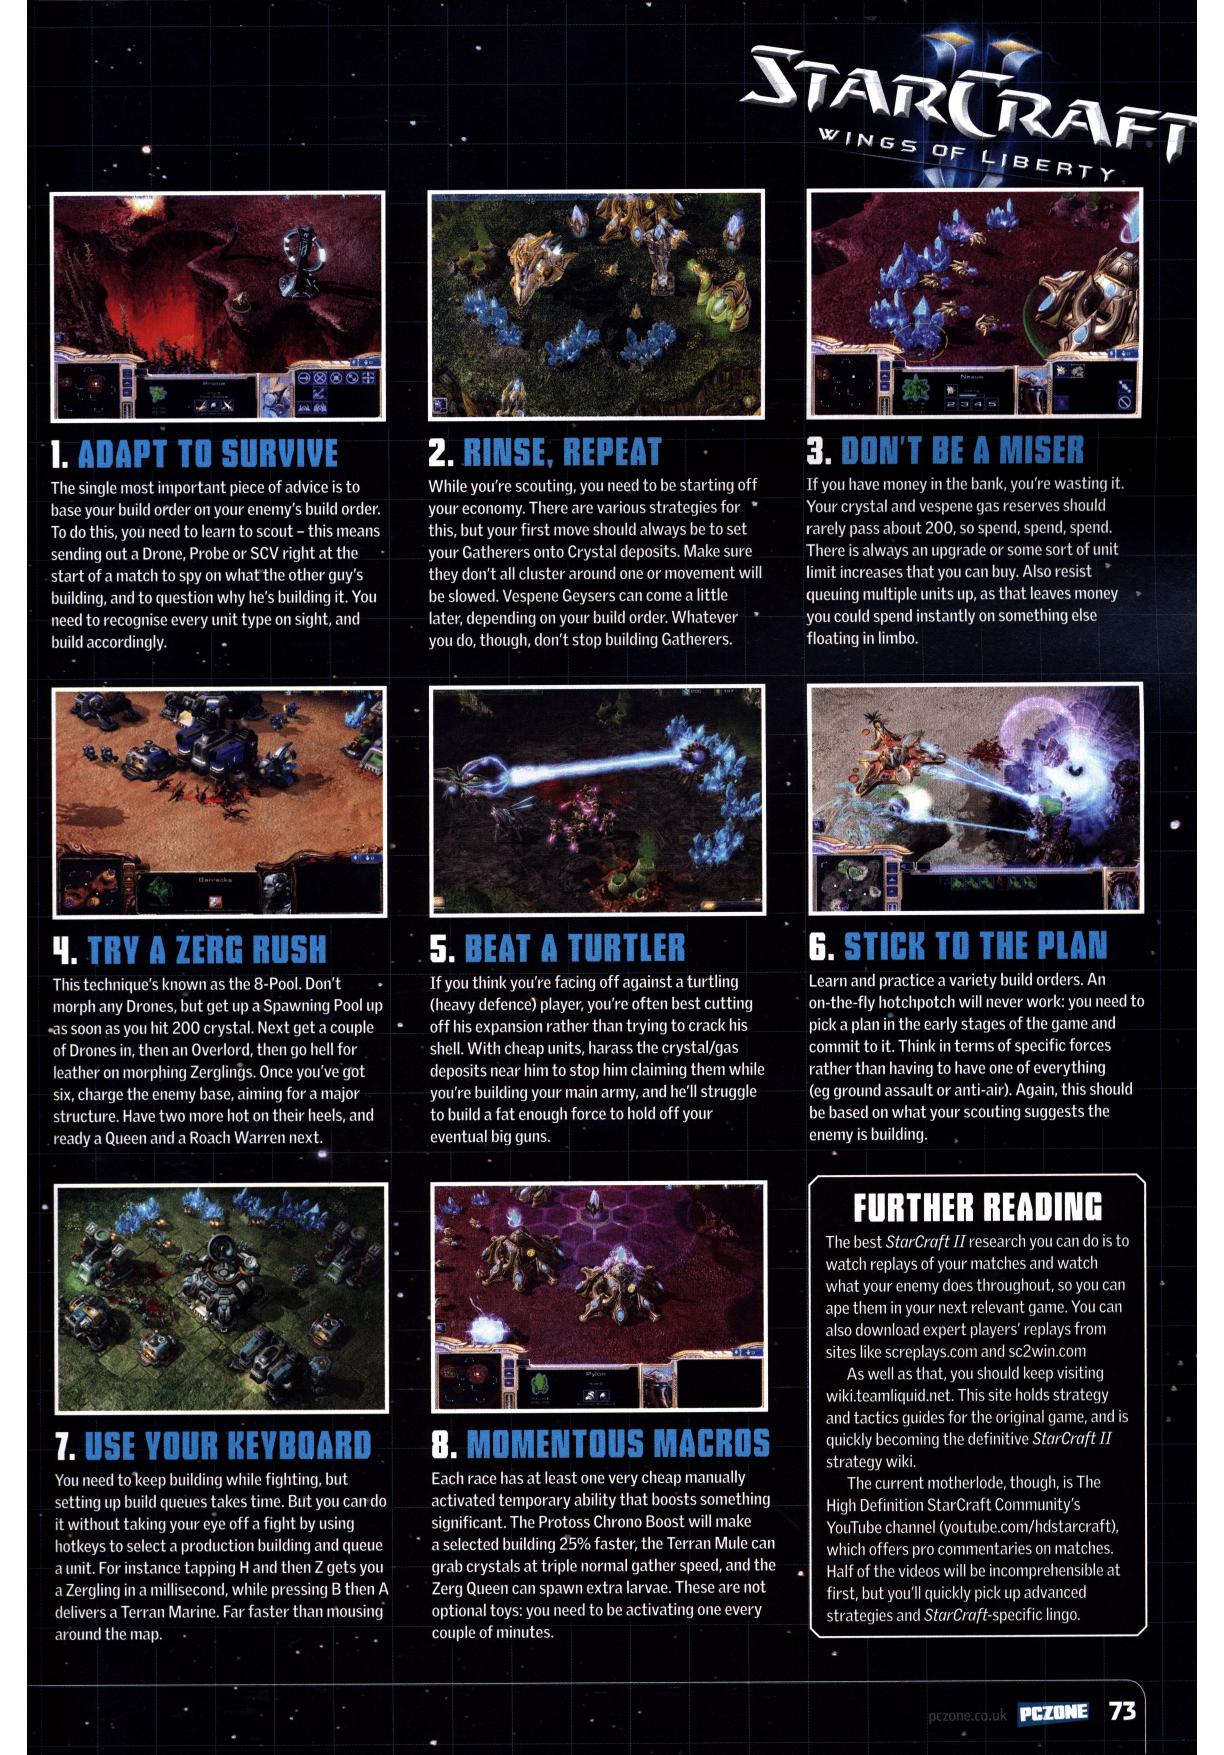 STARCRAFT
WINGS OF LIBERTY
1. ADAPT TO SURVIVE
The single most important piece of advice is to
base your build order on your enemy's build order.
To do this, you need to learn to scout – this means
sending out a Drone, Probe or SCV right at the
start of a match to spy on what the other guy's
building, and to question why he's building it. You
need to recognise every unit type on sight, and
build accordingly.
2. RINSE, REPEAT
While you're scouting, you need to be starting off
your economy. There are various strategies for
this, but your first move should always be to set
your Gatherers onto Crystal deposits. Make sure
they don't all cluster around one or movement will
be slowed. Vespene Geysers can come a little
later, depending on your build order. Whatever
you do, though, don't stop building Gatherers.
Nexus
2 3 4 5
3. DON'T BE A MISER
If you have money in the bank, you're wasting it.
Your crystal and vespene gas reserves should
rarely pass about 200, so spend, spend, spend.
There is always an upgrade or some sort of unit
limit increases that you can buy. Also resist
queuing multiple units up, as that leaves money
you could spend instantly on something else
floating in limbo.
Barracks
4. TRY A ZERG RUSH
This technique's known as the 8-Pool. Don't
morph any Drones, but get up a Spawning Pool up
as soon as you hit 200 crystal. Next get a couple
of Drones in, then an Overlord, then go hell for
leather on morphing Zerglings. Once you've got
six, charge the enemy base, aiming for a major
structure. Have two more hot on their heels, and
ready a Queen and a Roach Warren next.
5. BEAT A TURTLER
If you think you're facing off against a turtling
(heavy defence) player, you're often best cutting
off his expansion rather than trying to crack his
shell. With cheap units, harass the crystal/gas
deposits near him to stop him claiming them while
you're building your main army, and he'll struggle
to build a fat enough force to hold off your
eventual big guns.
6. STICK TO THE PLAN
Learn and practice a variety build orders. An
on-the-fly hotchpotch will never work: you need to
pick a plan in the early stages of the game and
commit to it. Think in terms of specific forces
rather than having to have one of everything
(eg ground assault or anti-air). Again, this should
be based on what your scouting suggests the
enemy is building.
7. USE YOUR KEYBOARD
You need to keep building while fighting, but
setting up build queues takes time. But you can do
it without taking your eye off a fight by using
hotkeys to select a production building and queue
a unit. For instance tapping H and then Z gets you
a Zergling in a millisecond, while pressing B then A
delivers a Terran Marine. Far faster than mousing
around the map.
Pylon
8. MOMENTOUS MACROS
Each race has at least one very cheap manually
activated temporary ability that boosts something
significant. The Protoss Chrono Boost will make
a selected building 25% faster, the Terran Mule can
grab crystals at triple normal gather speed, and the
Zerg Queen can spawn extra larvae. These are not
optional toys: you need to be activating one every
couple of minutes.
FURTHER READING
The best StarCraft II research you can do is to
watch replays of your matches and watch
what your enemy does throughout, so you can
ape them in your next relevant game. You can
also download expert players' replays from
sites like screplays.com and sc2win.com
As well as that, you should keep visiting
wiki.teamliquid.net. This site holds strategy
and tactics guides for the original game, and is
quickly becoming the definitive StarCraft II
strategy wiki.
The current motherlode, though, is The
High Definition StarCraft Community's
YouTube channel (youtube.com/hdstarcraft),
which offers pro commentaries on matches.
Half of the videos will be incomprehensible at
first, but you'll quickly pick up advanced
strategies and StarCraft-specific lingo.
pczone.co.uk PCZONE 73